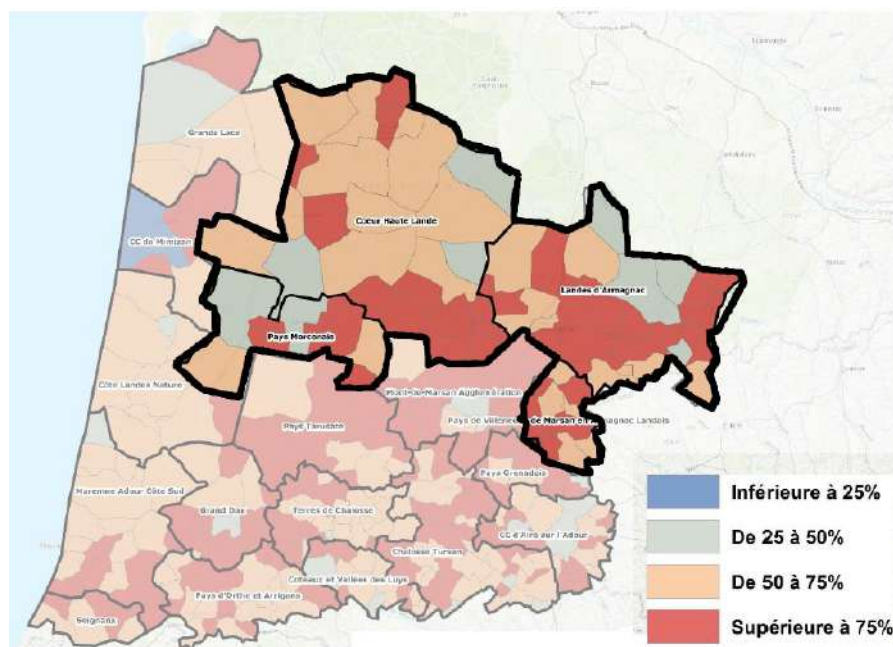 Grands Lacs
CC de Mimizan
Cœur Haute Lande
Landes d'Armagnac
Pays Morcenais
Côte Landes Nature
Mont-de-Marsan Agglomération
Pays Tarusate
Pays de Villeneuve
de Marsan en Armagnac Landais
Pays Grenadois
Maremne Adour Côte Sud
Grand Dax
Terres de Chalosse
CC d'Aire sur l'Adour
Chalosse Tursan
Coteaux et Vallées des Luys
Pays d'Orthe et Arrigans
Seignanx
Inférieure à 25%
De 25 à 50%
De 50 à 75%
Supérieure à 75%